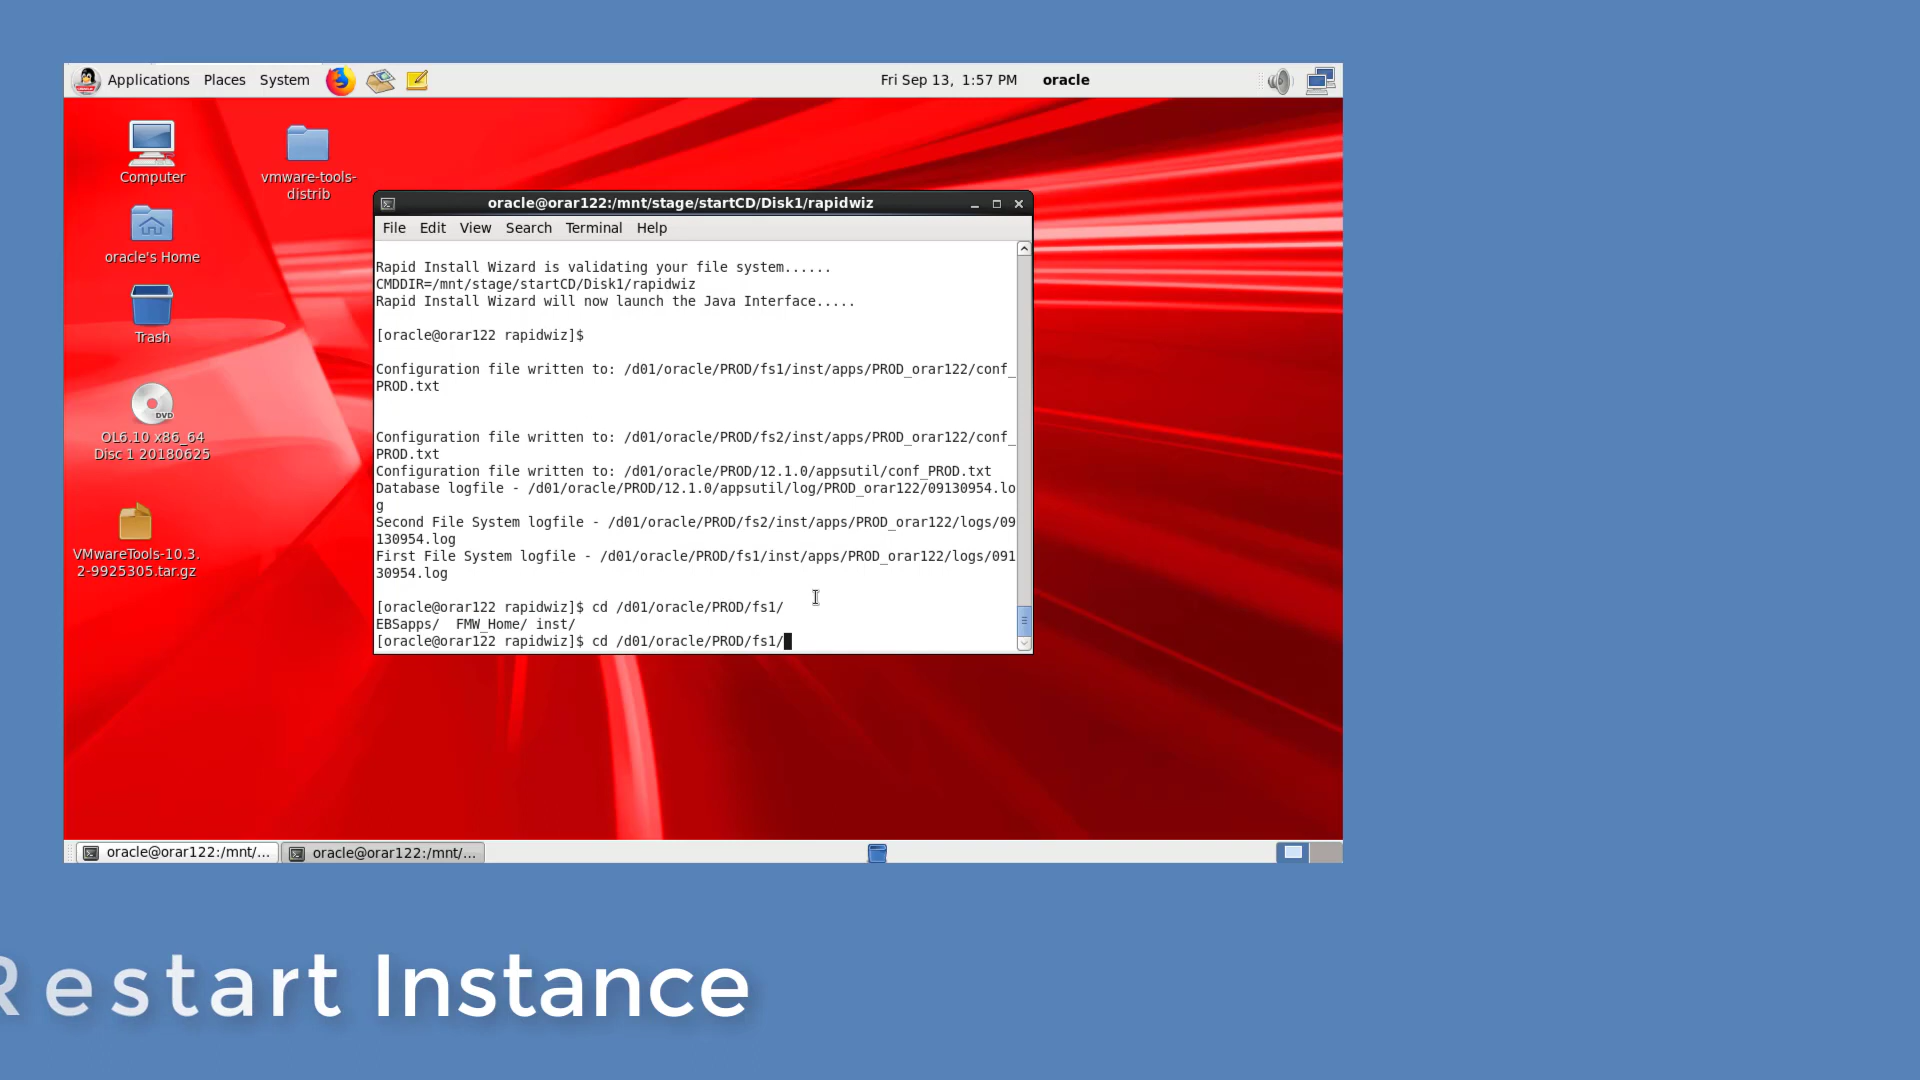 Applications Places System
Fri Sep 13, 1:57 PM oracle
Computer
vmware-tools-
distrib
oracle's Home
Trash
DVD
OL6.10 x86_64
Disc 1 20180625
VMwareTools-10.3.
2-9925305.tar.gz
oracle@orar122:/mnt/stage/startCD/Disk1/rapidwiz
File Edit View Search Terminal Help
Rapid Install Wizard is validating your file system......
CMDDIR=/mnt/stage/startCD/Disk1/rapidwiz
Rapid Install Wizard will now launch the Java Interface.....
[oracle@orar122 rapidwiz]$
Configuration file written to: /d01/oracle/PROD/fs1/inst/apps/PROD_orar122/conf_
PROD.txt
Configuration file written to: /d01/oracle/PROD/fs2/inst/apps/PROD_orar122/conf_
PROD.txt
Configuration file written to: /d01/oracle/PROD/12.1.0/appsutil/conf_PROD.txt
Database logfile - /d01/oracle/PROD/12.1.0/appsutil/log/PROD_orar122/09130954.lo
g
Second File System logfile - /d01/oracle/PROD/fs2/inst/apps/PROD_orar122/logs/09
130954.log
First File System logfile - /d01/oracle/PROD/fs1/inst/apps/PROD_orar122/logs/091
30954.log
[oracle@orar122 rapidwiz]$ cd /d01/oracle/PROD/fs1/
EBSapps/ FMW_Home/ inst/
[oracle@orar122 rapidwiz]$ cd /d01/oracle/PROD/fs1/
oracle@orar122:/mnt/...
oracle@orar122:/mnt/...
Restart Instance